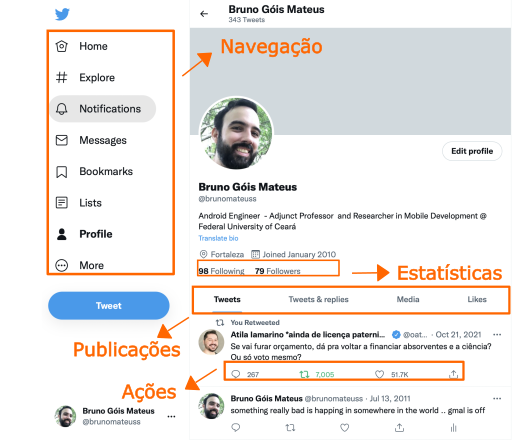 Bruno Góis Mateus
343 Tweets
Home
Navegação
Explore
Notifications
Messages
Edit profile
Bookmarks
Bruno Góis Mateus
@brunomateuss
Lists
Android Engineer - Adjunct Professor and Researcher in Mobile Development @
Federal University of Ceará
Profile
Translate bio
Fortaleza Joined January 2010
More
98 Following 79 Followers
Estatísticas
Tweet
Tweets Tweets & replies Media Likes
You Retweeted
Atila Iamarino "ainda de licença paterni... @oat... · Oct 21, 2021 ···
Publicações
Se vai furar orçamento, dá pra voltar a financiar absorventes e a ciência?
Ou só voto mesmo?
Ações
267 7,005 51.7K
Bruno Góis Mateus
@brunomateuss
···
Bruno Góis Mateus @brunomateuss · Jul 13, 2011 ···
something really bad is happing in somewhere in the world .. gmal is off